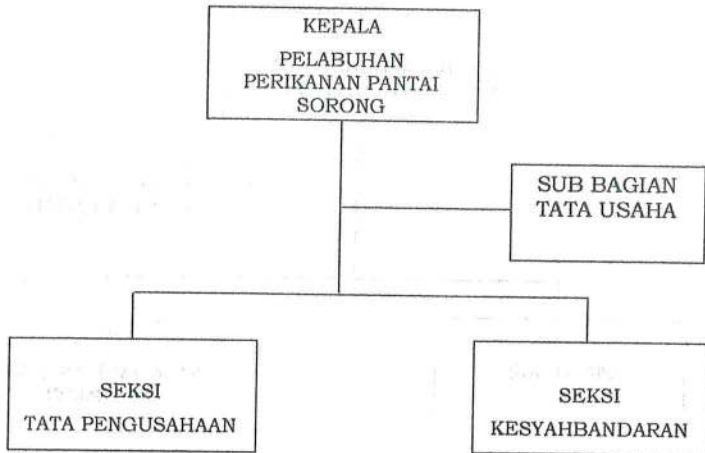 KEPALA
PELABUHAN
PERIKANAN PANTAI
SORONG
SUB BAGIAN
TATA USAHA
SEKSI
TATA PENGUSAHAAN
SEKSI
KESYAHBANDARAN